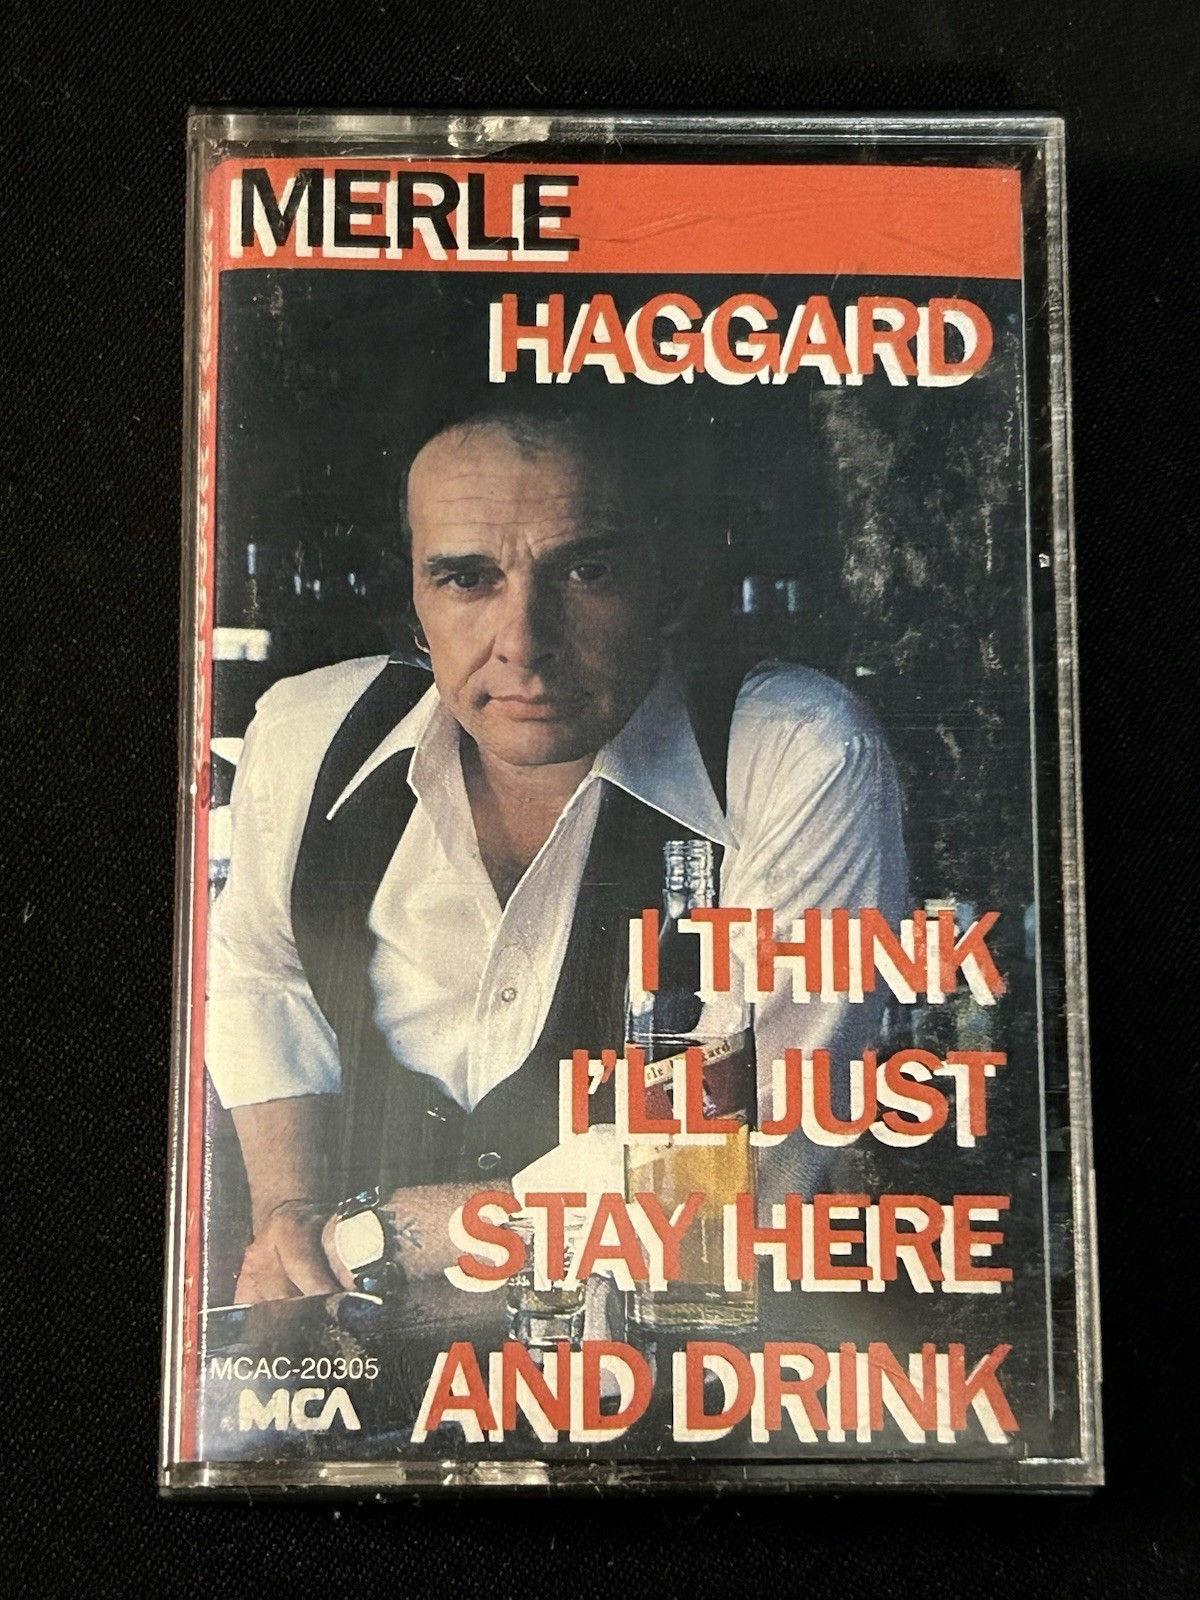 MERLE
HAGGARD
I THINK
I'LL JUST
STAY HERE
AND DRINK
MCAC-20305
MCA